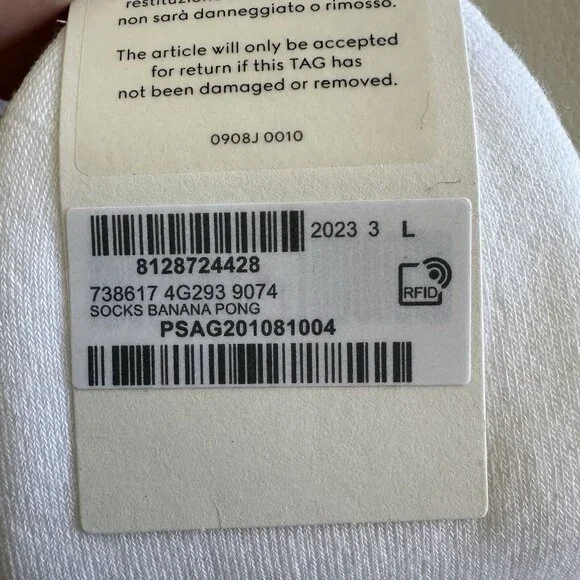 restituzione
non sarà danneggiato o rimosso.
The article will only be accepted
for return if this TAG has
not been damaged or removed.
0908J 0010
2023 3 L
8128724428
738617 4G293 9074
RFID
SOCKS BANANA PONG
PSAG201081004